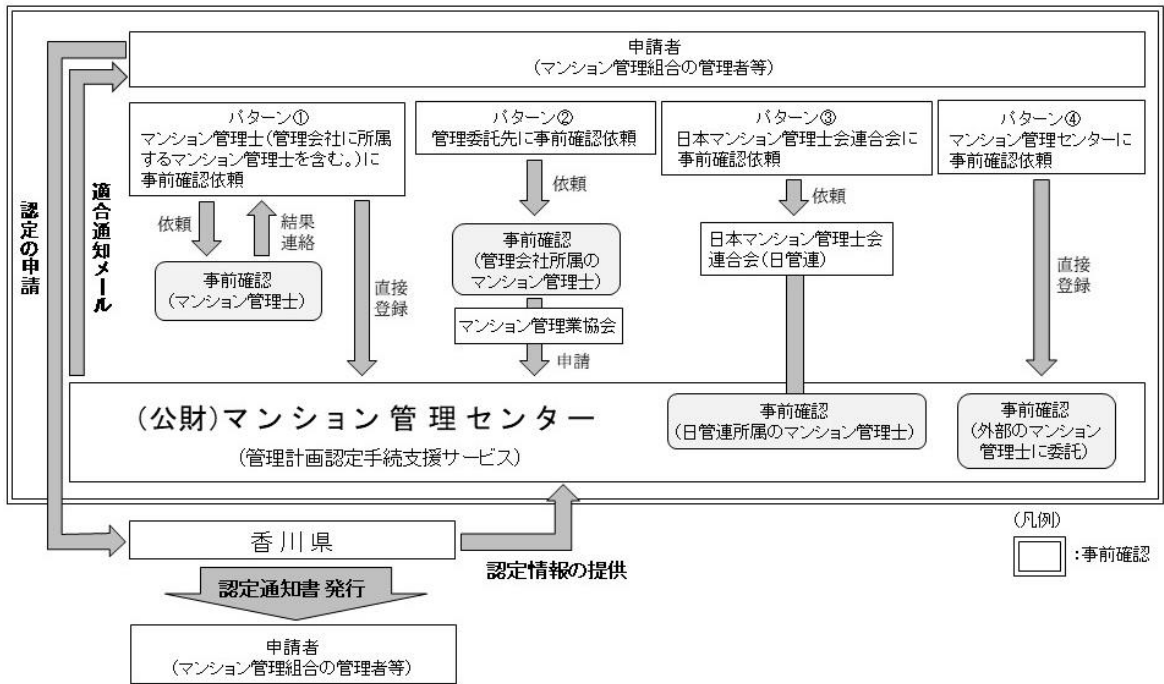 申請者
(マンション管理組合の管理者等)
パターン①
マンション管理士(管理会社に所属
するマンション管理士を含む。)に
事前確認依頼
パターン②
管理委託先に事前確認依頼
パターン③
日本マンション管理士会連合会に
事前確認依頼
パターン④
マンション管理センターに
事前確認依頼
認定の申請
適合通知メール
依頼
結果
連絡
事前確認
(マンション管理士)
直接
登録
依頼
事前確認
(管理会社所属の
マンション管理士)
マンション管理業協会
申請
依頼
日本マンション管理士会
連合会(日管連)
直接
登録
(公財)マンション管理センター
(管理計画認定手続支援サービス)
事前確認
(日管連所属のマンション管理士)
事前確認
(外部のマンション
管理士に委託)
香川県
認定情報の提供
(凡例)
:事前確認
認定通知書 発行
申請者
(マンション管理組合の管理者等)